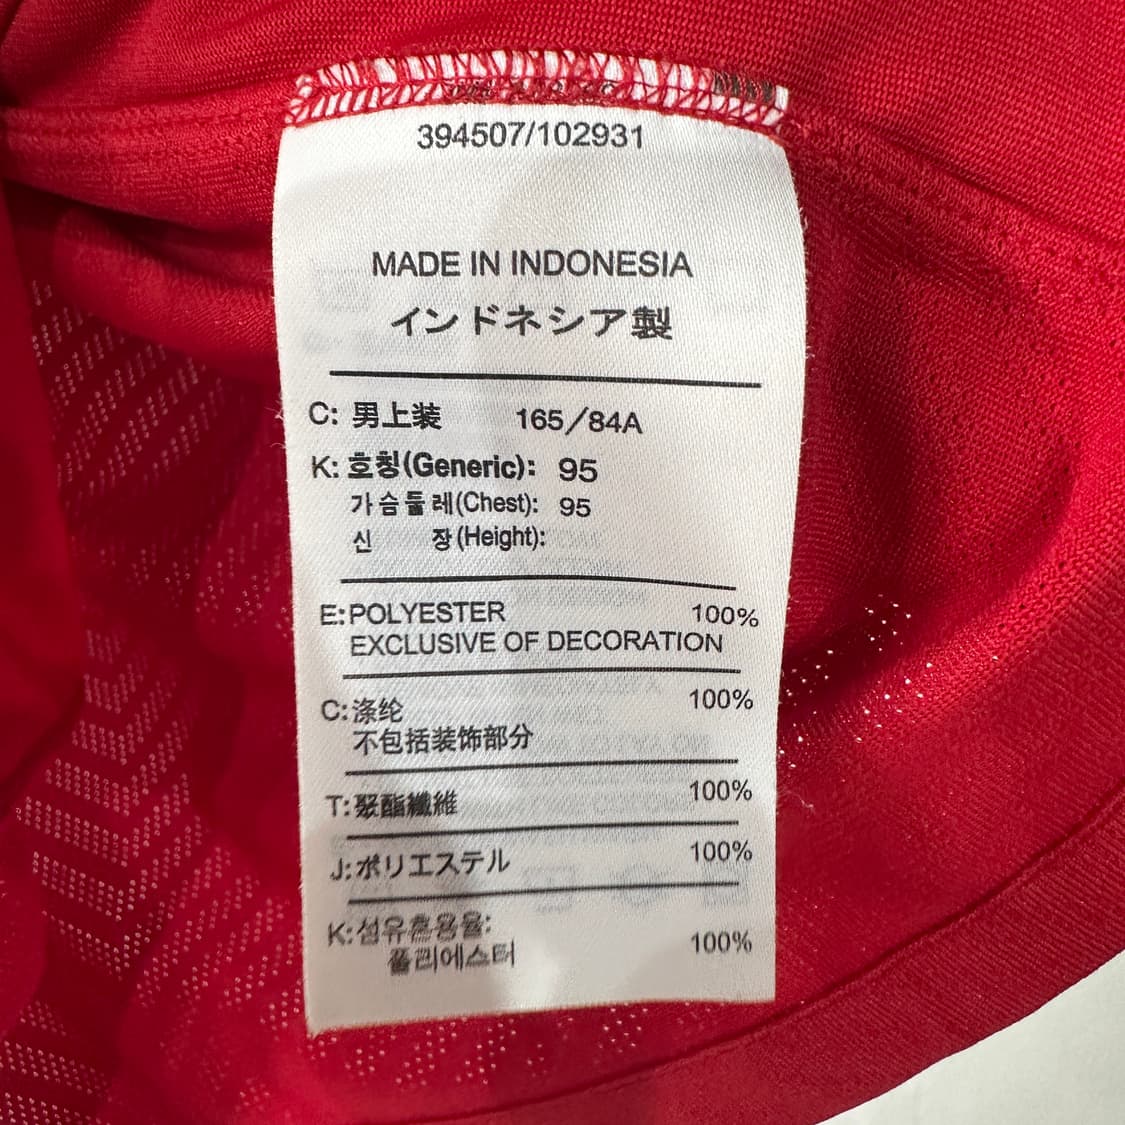 394507/102931
MADE IN INDONESIA
インドネシア製
C: 男上装 165/84A
K: 호칭(Generic): 95
가슴둘레(Chest): 95
신 장(Height):
E:POLYESTER 100%
EXCLUSIVE OF DECORATION
C:涤纶 100%
不包括装饰部分
T:聚酯纖維 100%
J:ポリエステル 100%
K:섬유혼용율:
폴리에스터 100%